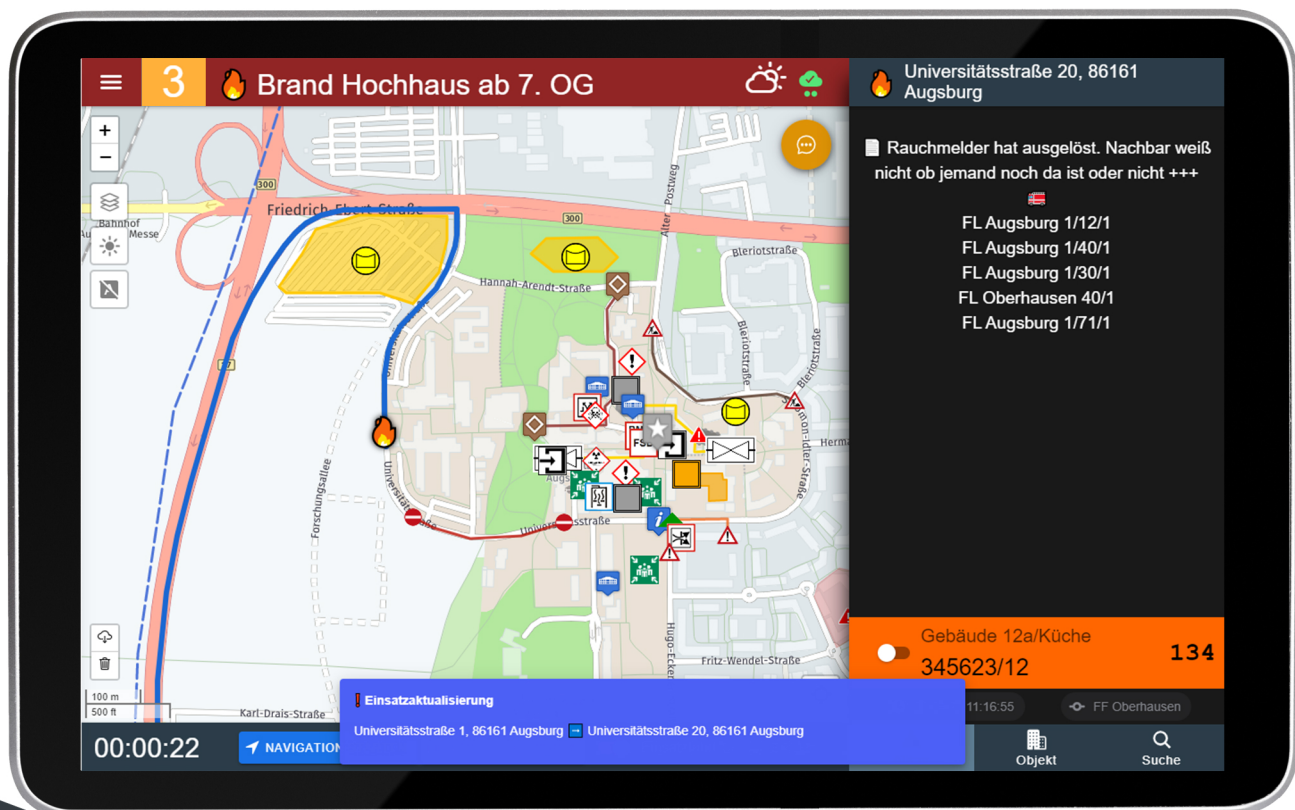 3
Brand Hochhaus ab 7. OG
Universitätsstraße 20, 86161
Augsburg
+
−
300
Friedrich-Ebert-Straße
300
Alter Postweg
Bahnhof
Messe
Bleriotstraße
Hannah-Arendt-Straße
Bleriotstraße
Bleriotstraße
Universitätsstraße
Forschungsallee
Hugo-Ecker
Fritz-Wendel-Straße
Karl-Drais-Straße
100 m
500 ft
Rauchmelder hat ausgelöst. Nachbar weiß
nicht ob jemand noch da ist oder nicht +++
FL Augsburg 1/12/1
FL Augsburg 1/40/1
FL Augsburg 1/30/1
FL Oberhausen 40/1
FL Augsburg 1/71/1
Gebäude 12a/Küche
345623/12
134
11:16:55
FF Oberhausen
Einsatzaktualisierung
Universitätsstraße 1, 86161 Augsburg → Universitätsstraße 20, 86161 Augsburg
00:00:22
NAVIGATION
Objekt
Suche